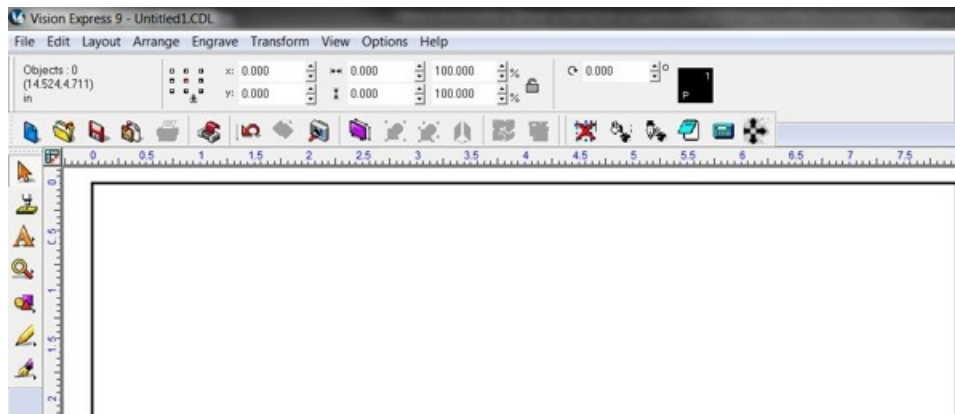 Vision Express 9 - Untitled1.CDL
File Edit Layout Arrange Engrave Transform View Options Help
Objects : 0
(14.524,4.711)
in
x: 0.000
y: 0.000
0.000
0.000
100.000 %
100.000 %
0.000 °
1
P
0 0.5 1 1.5 2 2.5 3 3.5 4 4.5 5 5.5 6 6.5 7 7.5
0
0.5
1
1.5
2